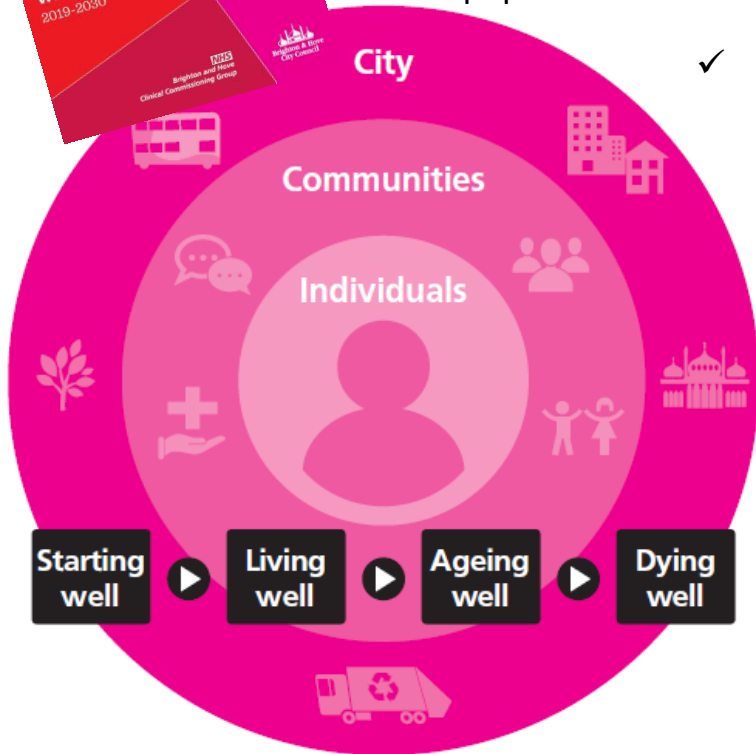 2019-2030
NHS
Brighton and Hove
Clinical Commissioning Group
Brighton & Hove
City Council
City
Communities
Individuals
Starting
well
Living
well
Ageing
well
Dying
well